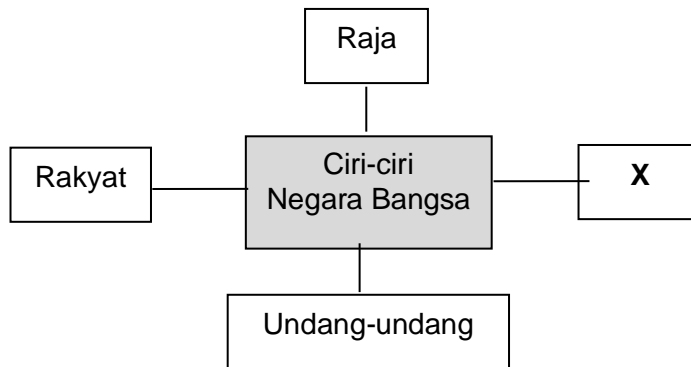 Raja
Rakyat
Ciri-ciri
Negara Bangsa
X
Undang-undang